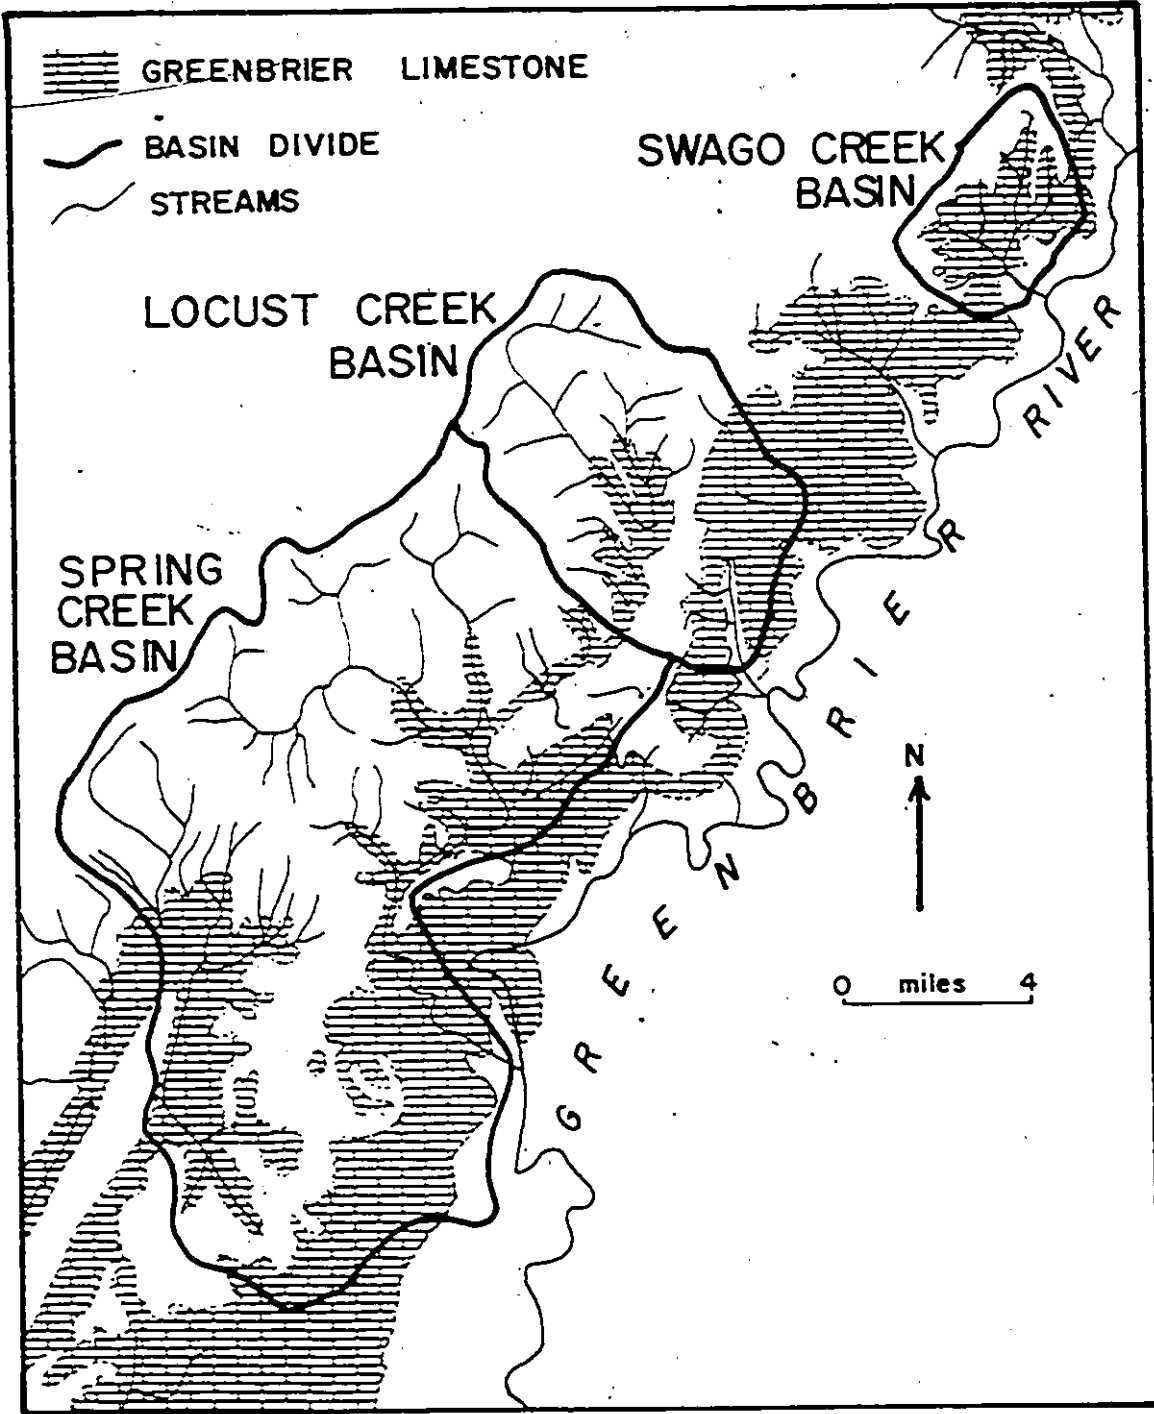 GREENBRIER LIMESTONE
BASIN DIVIDE
STREAMS
SWAGO CREEK
BASIN
LOCUST CREEK
BASIN
SPRING
CREEK
BASIN
GREENBRIER RIVER
N
0 miles 4